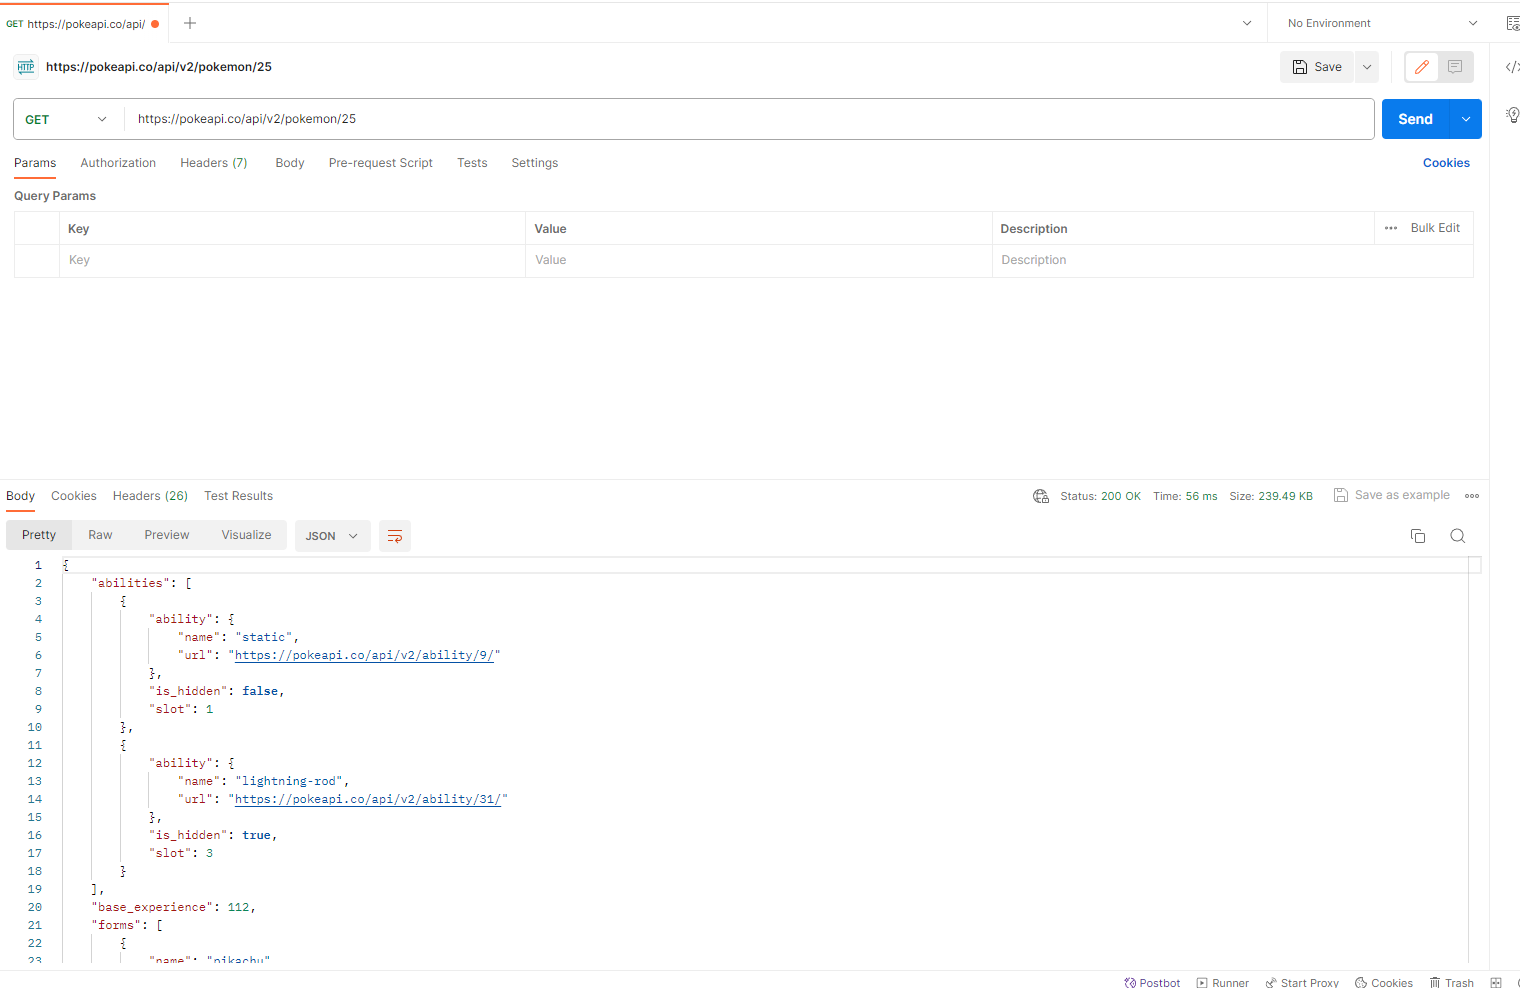 GET https://pokeapi.co/api/
No Environment
HTTP https://pokeapi.co/api/v2/pokemon/25
Save
GET https://pokeapi.co/api/v2/pokemon/25 Send
Params Authorization Headers (7) Body Pre-request Script Tests Settings Cookies
Query Params
Key Value Description Bulk Edit
Key Value Description
Body Cookies Headers (26) Test Results Status: 200 OK Time: 56 ms Size: 239.49 KB Save as example
Pretty Raw Preview Visualize JSON
1 {
2 "abilities": [
3 {
4 "ability": {
5 "name": "static",
6 "url": "https://pokeapi.co/api/v2/ability/9/"
7 },
8 "is_hidden": false,
9 "slot": 1
10 },
11 {
12 "ability": {
13 "name": "lightning-rod",
14 "url": "https://pokeapi.co/api/v2/ability/31/"
15 },
16 "is_hidden": true,
17 "slot": 3
18 }
19 ],
20 "base_experience": 112,
21 "forms": [
22 {
23 "name": "pikachu"
Postbot Runner Start Proxy Cookies Trash